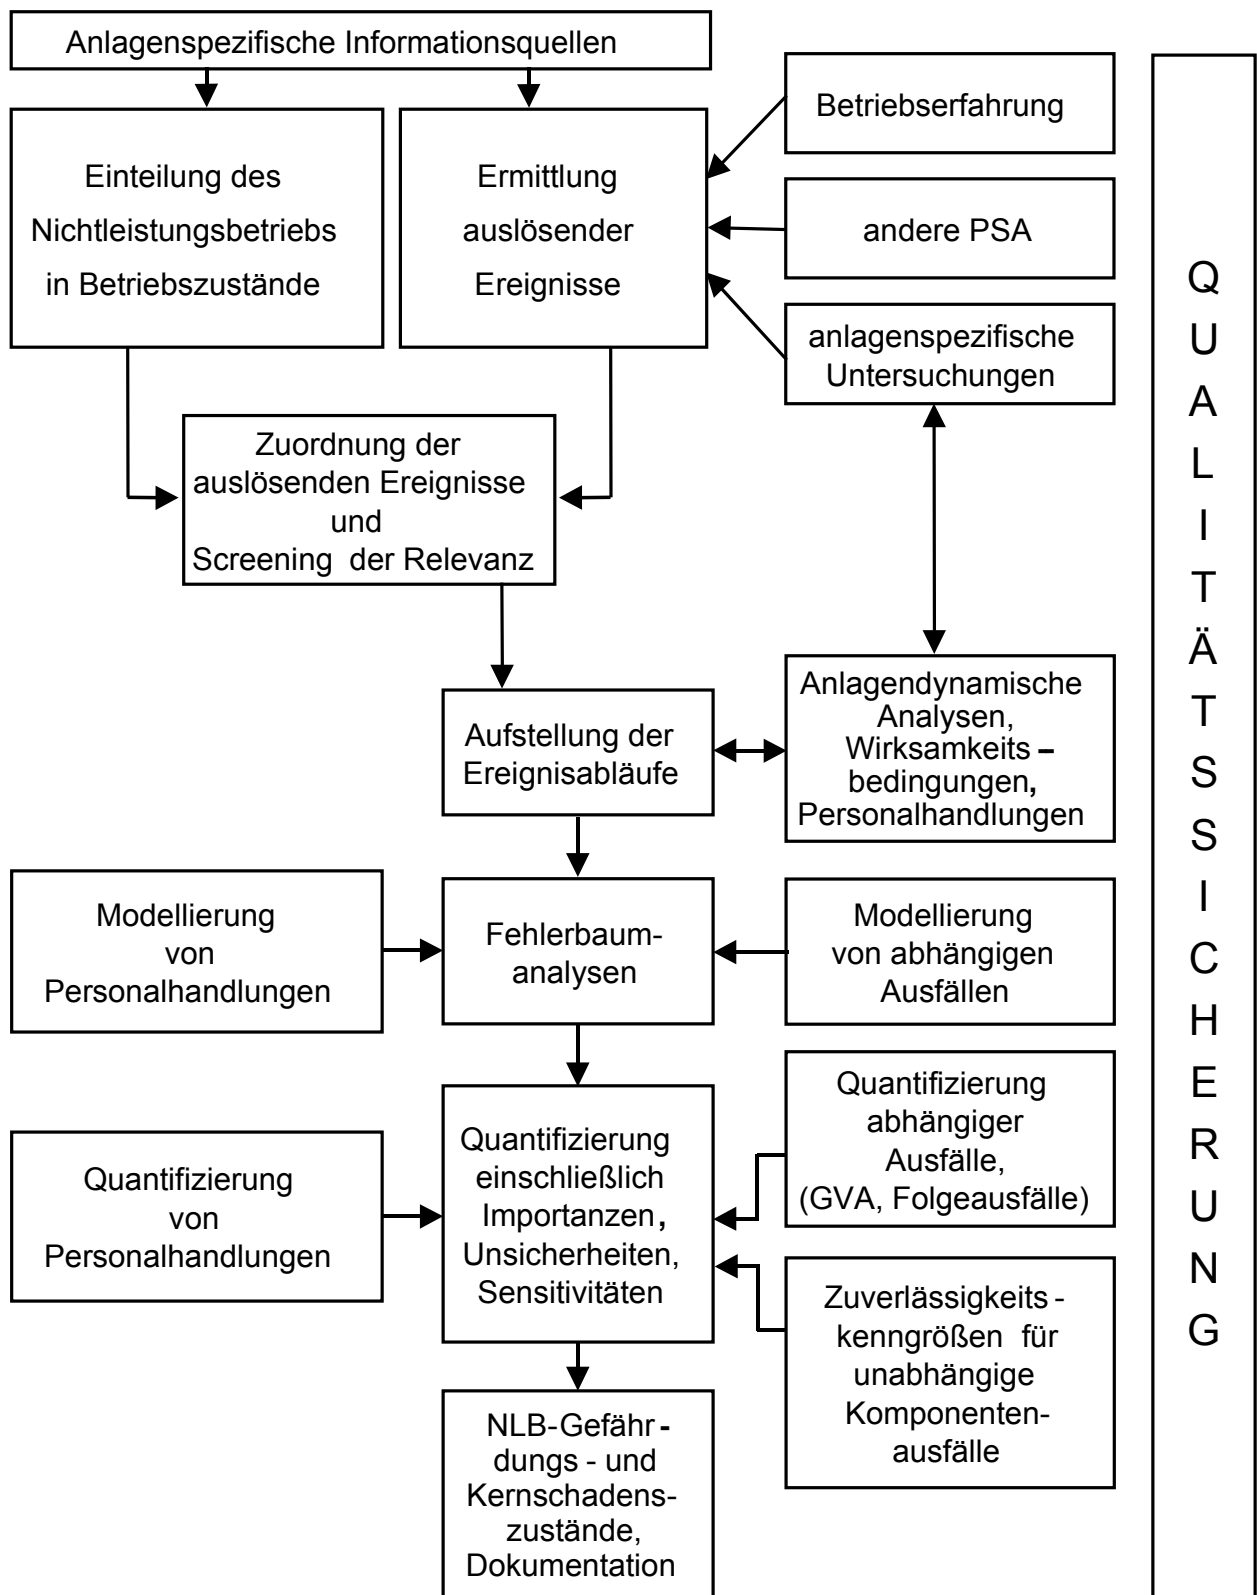 Anlagenspezifische Informationsquellen
Einteilung des
Nichtleistungsbetriebs
in Betriebszustände
Ermittlung
auslösender
Ereignisse
Betriebserfahrung
andere PSA
anlagenspezifische
Untersuchungen
Zuordnung der
auslösenden Ereignisse
und
Screening der Relevanz
Aufstellung der
Ereignisabläufe
Anlagendynamische
Analysen,
Wirksamkeits –
bedingungen,
Personalhandlungen
Modellierung
von
Personalhandlungen
Fehlerbaum-
analysen
Modellierung
von abhängigen
Ausfällen
Quantifizierung
von
Personalhandlungen
Quantifizierung
einschließlich
Importanzen,
Unsicherheiten,
Sensitivitäten
Quantifizierung
abhängiger
Ausfälle,
(GVA, Folgeausfälle)
Zuverlässigkeits -
kenngrößen für
unabhängige
Komponenten-
ausfälle
NLB-Gefähr -
dungs - und
Kernschadens-
zustände,
Dokumentation
QUALITÄTSSICHERUNG